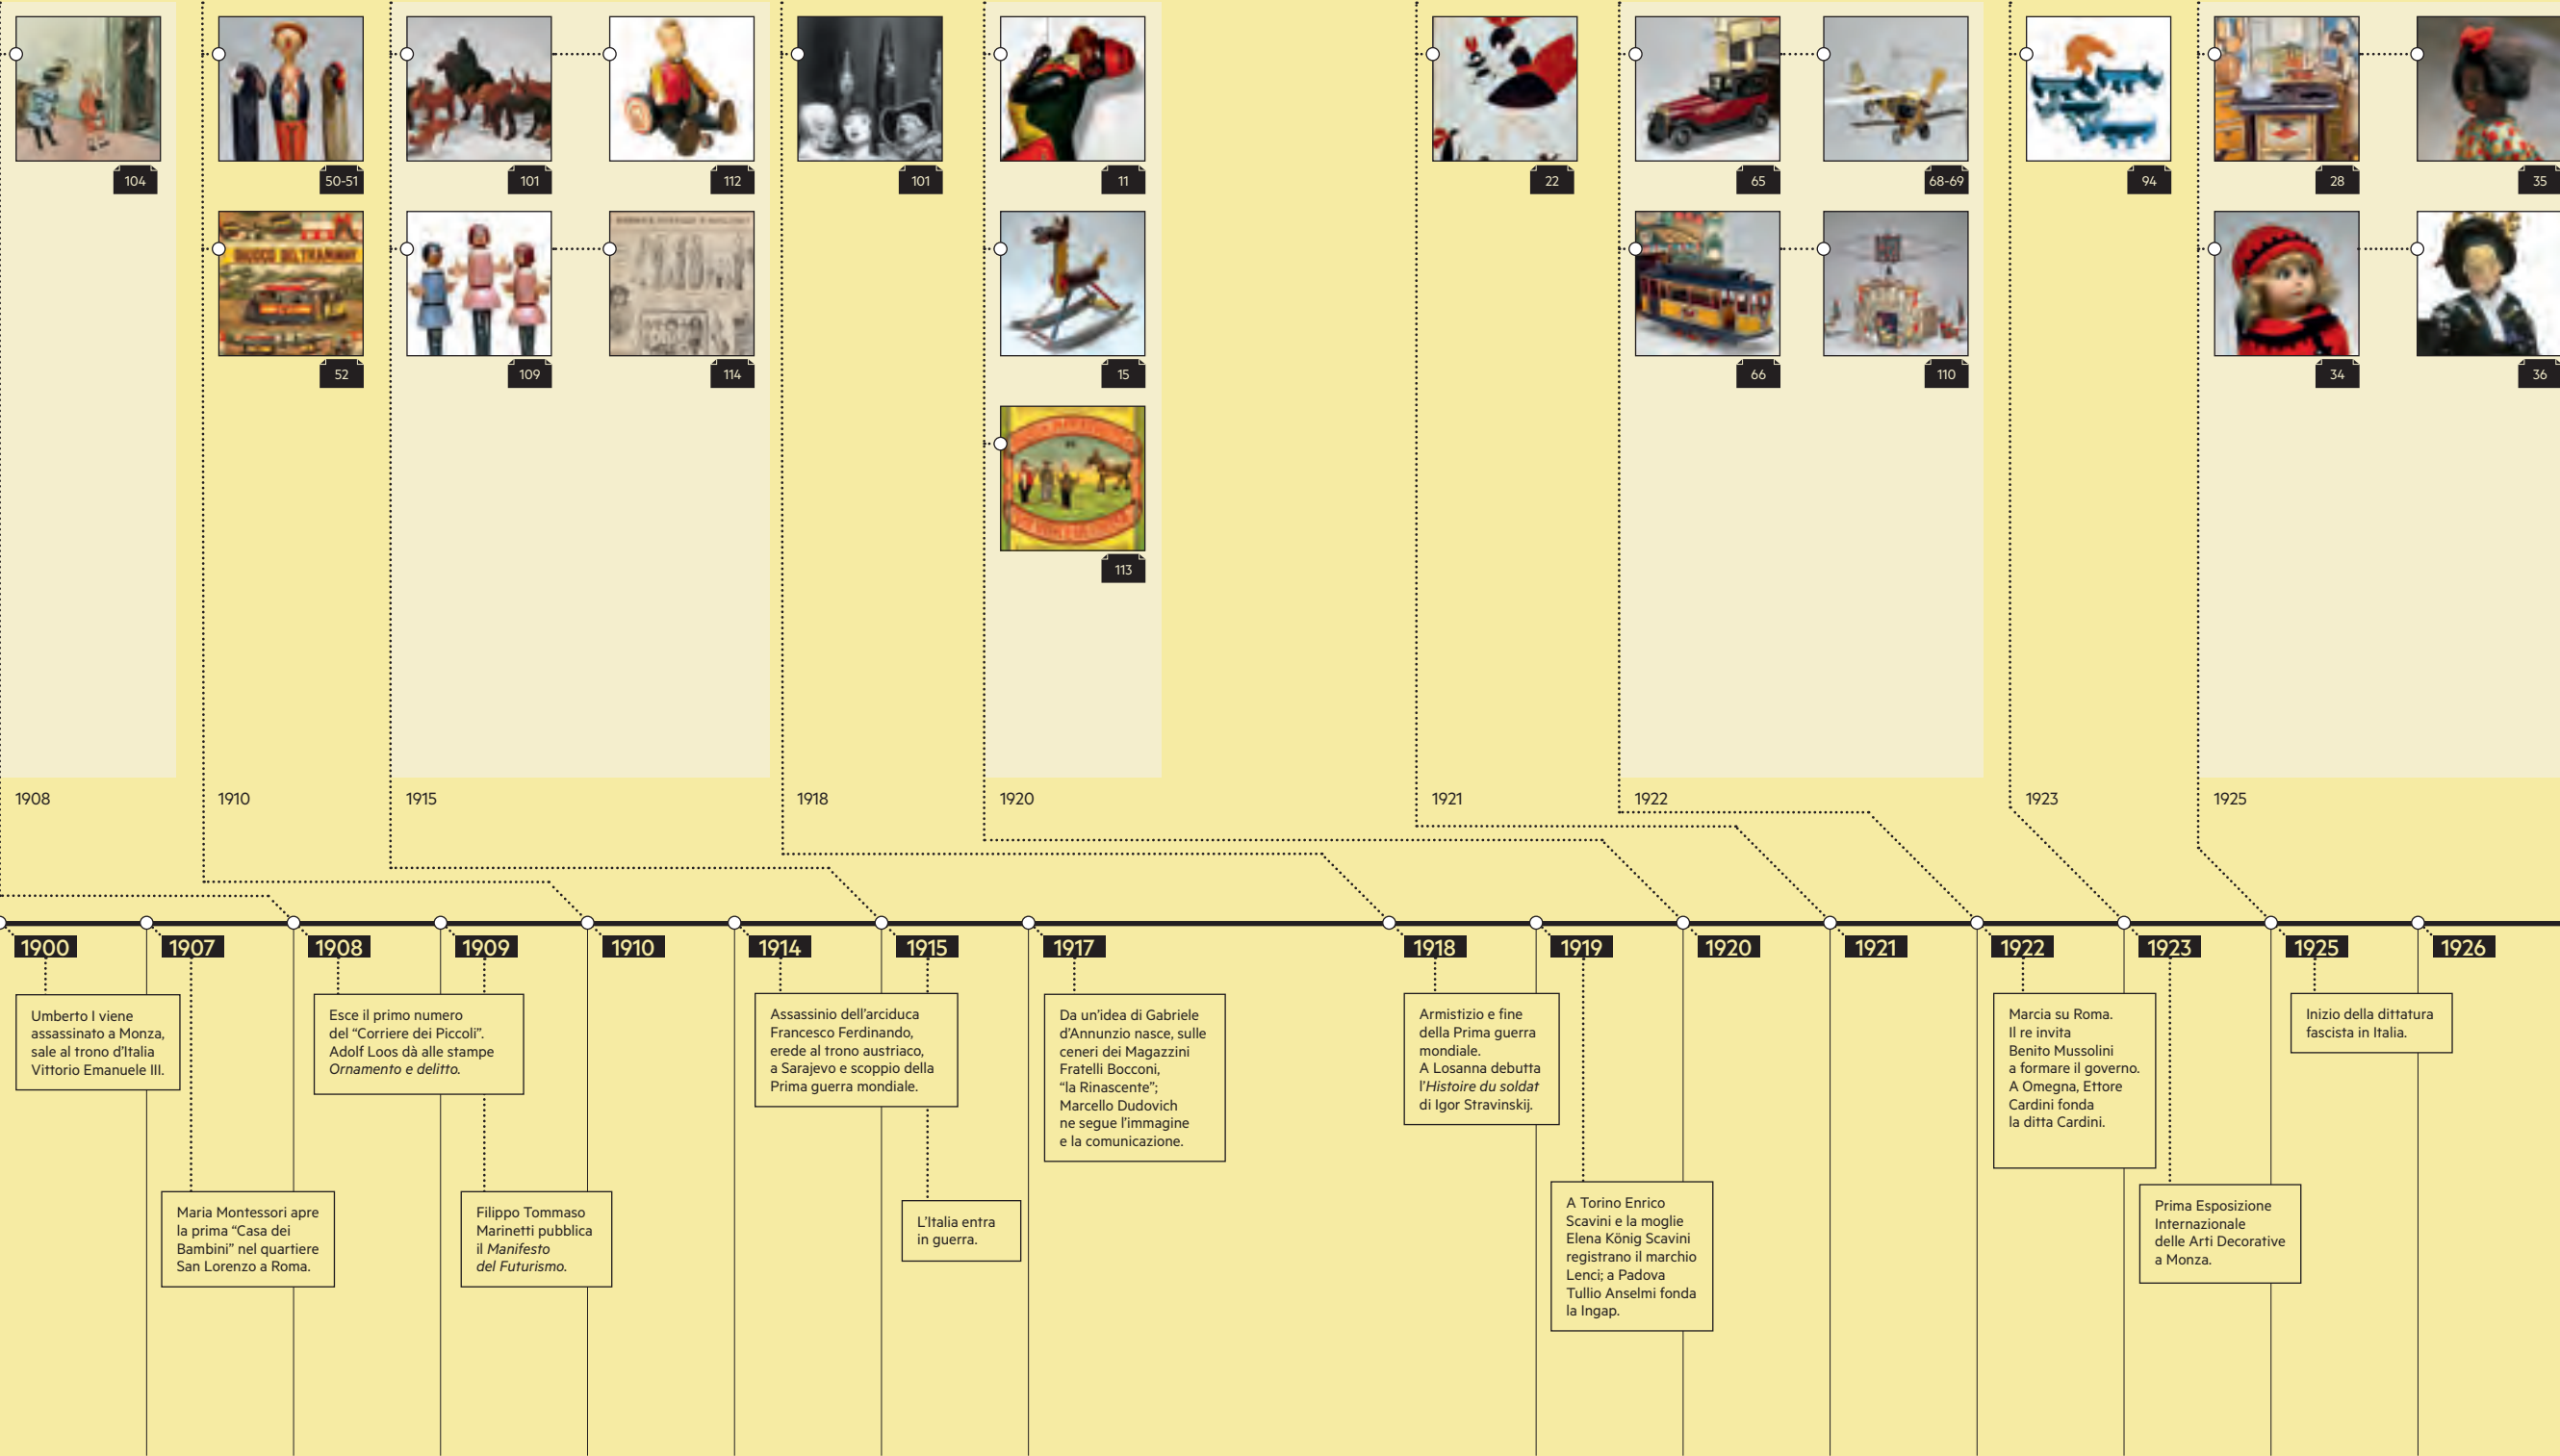 104
50-51
101
112
101
11
22
65
68-69
94
28
35
GIUOCO DEL TRAMWAY
52
109
114
15
66
110
34
36
113
1908
1910
1915
1918
1920
1921
1922
1923
1925
1900
1907
1908
1909
1910
1914
1915
1917
1918
1919
1920
1921
1922
1923
1925
1926
Umberto I viene
assassinato a Monza,
sale al trono d’Italia
Vittorio Emanuele III.
Maria Montessori apre
la prima “Casa dei
Bambini” nel quartiere
San Lorenzo a Roma.
Esce il primo numero
del “Corriere dei Piccoli”.
Adolf Loos dà alle stampe
Ornamento e delitto.
Filippo Tommaso
Marinetti pubblica
il Manifesto
del Futurismo.
Assassinio dell’arciduca
Francesco Ferdinando,
erede al trono austriaco,
a Sarajevo e scoppio della
Prima guerra mondiale.
L’Italia entra
in guerra.
Da un’idea di Gabriele
d’Annunzio nasce, sulle
ceneri dei Magazzini
Fratelli Bocconi,
“la Rinascente”;
Marcello Dudovich
ne segue l’immagine
e la comunicazione.
Armistizio e fine
della Prima guerra
mondiale.
A Losanna debutta
l’Histoire du soldat
di Igor Stravinskij.
A Torino Enrico
Scavini e la moglie
Elena König Scavini
registrano il marchio
Lenci; a Padova
Tullio Anselmi fonda
la Ingap.
Marcia su Roma.
Il re invita
Benito Mussolini
a formare il governo.
A Omegna, Ettore
Cardini fonda
la ditta Cardini.
Prima Esposizione
Internazionale
delle Arti Decorative
a Monza.
Inizio della dittatura
fascista in Italia.